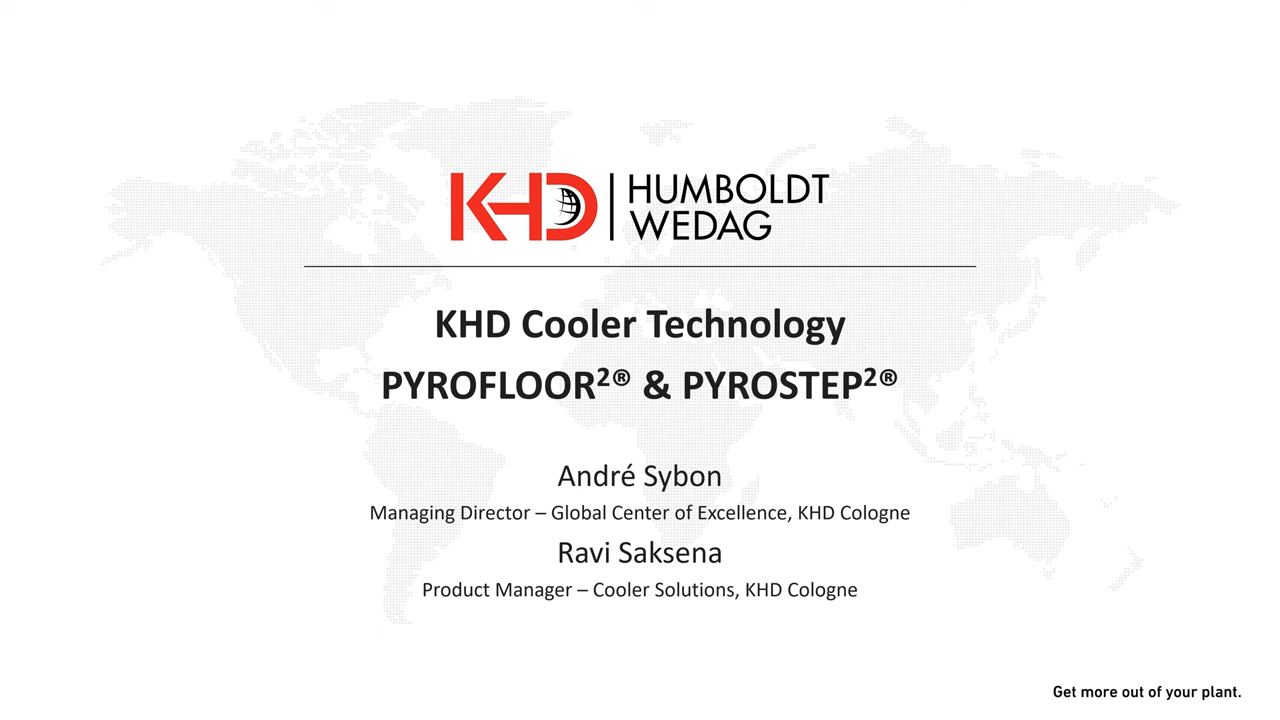 KHD
HUMBOLDT
WEDAG
KHD Cooler Technology
PYROFLOOR²® & PYROSTEP²®
André Sybon
Managing Director – Global Center of Excellence, KHD Cologne
Ravi Saksena
Product Manager – Cooler Solutions, KHD Cologne
Get more out of your plant.